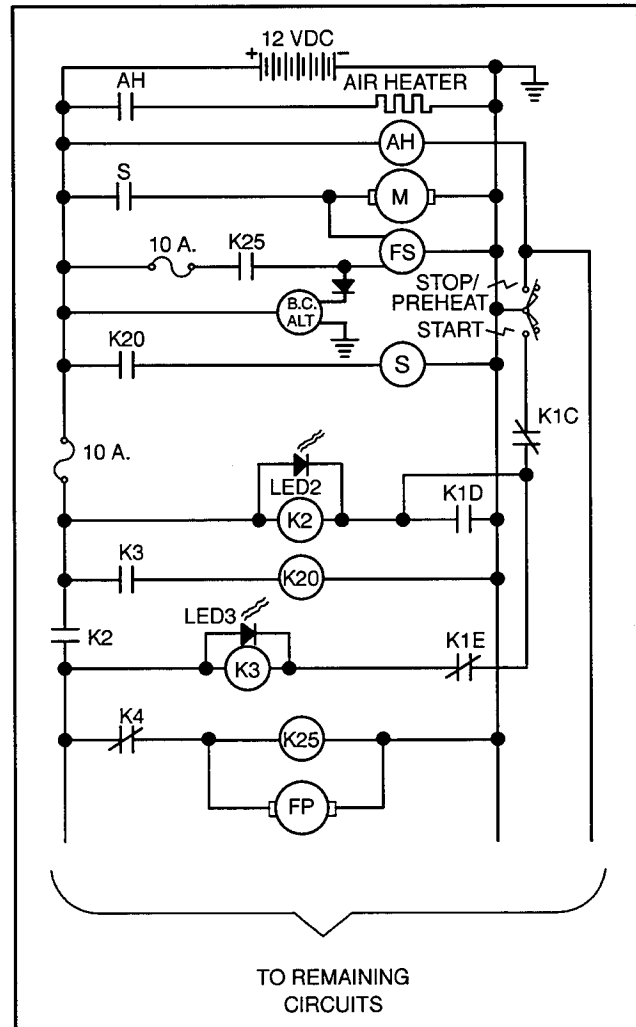 12 VDC
+ −
AH
AIR HEATER
AH
S
M
10 A.
K25
FS
STOP/
PREHEAT
B.C.
ALT
START
K20
S
K1C
10 A.
LED2
K1D
K2
K3
K20
K2
LED3
K1E
K3
K4
K25
FP
TO REMAINING
CIRCUITS